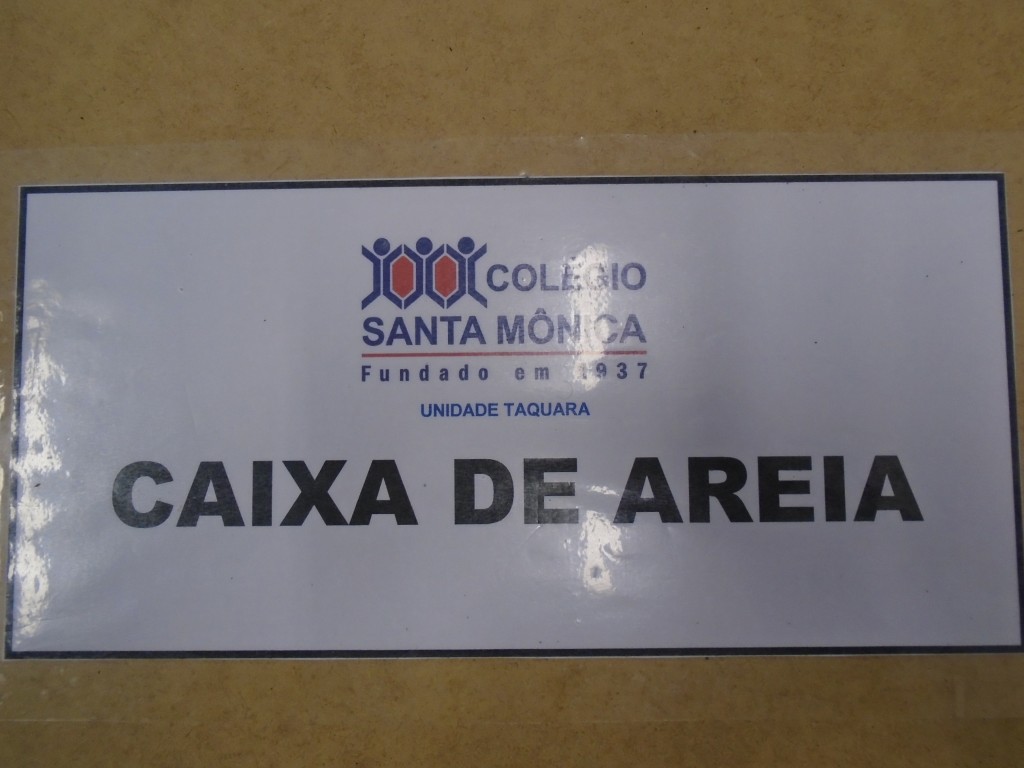 COLÉGIO
SANTA MÔNICA
Fundado em 1937
UNIDADE TAQUARA
CAIXA DE AREIA